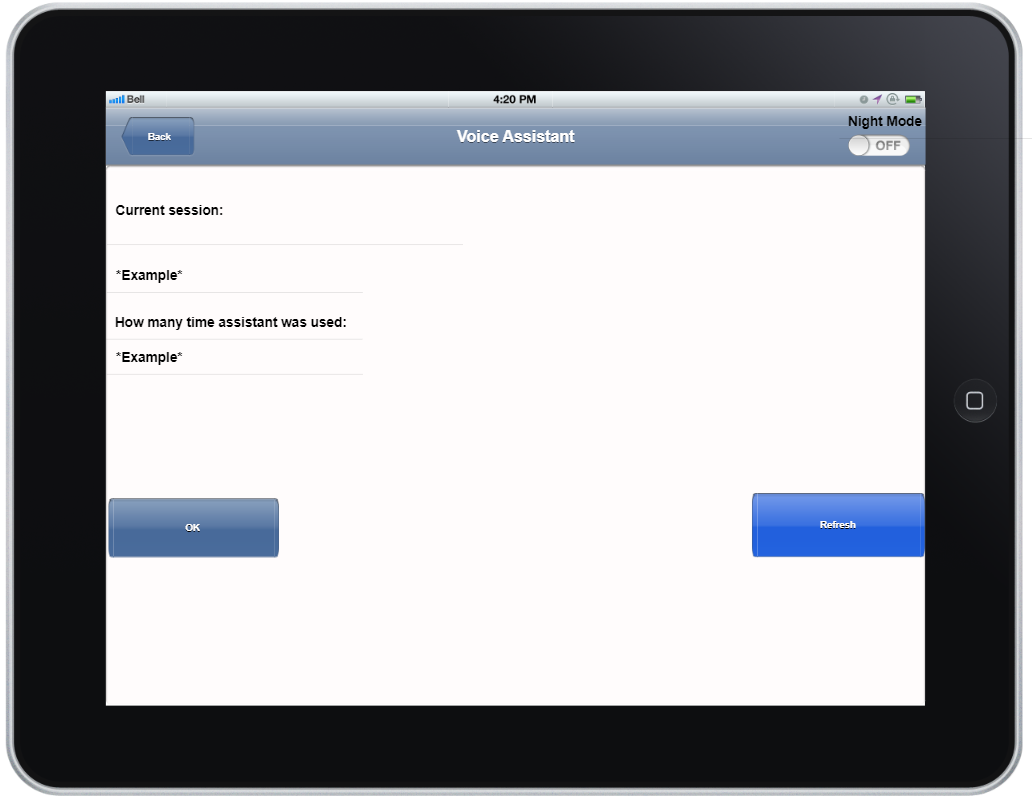 Bell
4:20 PM
Back
Voice Assistant
Night Mode
OFF
Current session:
*Example*
How many time assistant was used:
*Example*
OK
Refresh